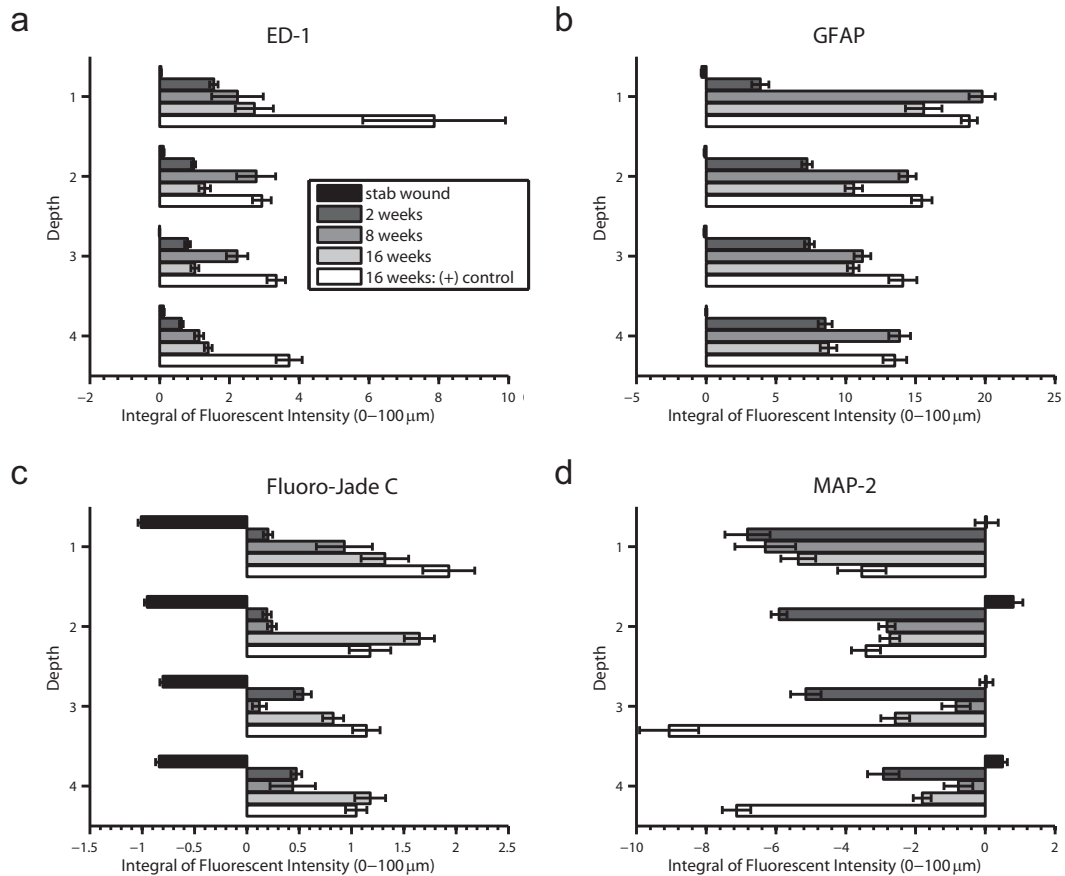 a
ED-1
Depth
1
2
3
4
stab wound
2 weeks
8 weeks
16 weeks
16 weeks: (+) control
−2 0 2 4 6 8 10
Integral of Fluorescent Intensity (0−100 μm)
b
GFAP
Depth
1
2
3
4
−5 0 5 10 15 20 25
Integral of Fluorescent Intensity (0−100 μm)
c
Fluoro-Jade C
Depth
1
2
3
4
−1.5 −1 −0.5 0 0.5 1 1.5 2 2.5
Integral of Fluorescent Intensity (0−100 μm)
d
MAP-2
Depth
1
2
3
4
−10 −8 −6 −4 −2 0 2
Integral of Fluorescent Intensity (0−100 μm)